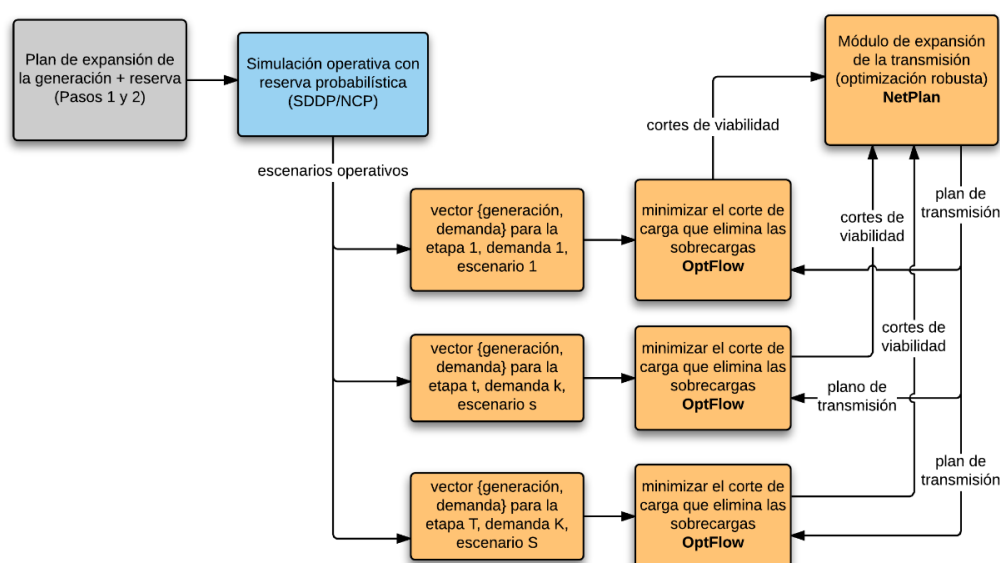 Plan de expansión de
la generación + reserva
(Pasos 1 y 2)
Simulación operativa con
reserva probabilística
(SDDP/NCP)
Módulo de expansión
de la transmisión
(optimización robusta)
NetPlan
cortes de viabilidad
escenarios operativos
vector {generación,
demanda} para la
etapa 1, demanda 1,
escenario 1
minimizar el corte de
carga que elimina las
sobrecargas
OptFlow
cortes de
viabilidad
plan de
transmisión
vector {generación,
demanda} para la
etapa t, demanda k,
escenario s
minimizar el corte de
carga que elimina las
sobrecargas
OptFlow
cortes de
viabilidad
plano de
transmisión
vector {generación,
demanda} para la
etapa T, demanda K,
escenario S
minimizar el corte de
carga que elimina las
sobrecargas
OptFlow
plan de
transmisión